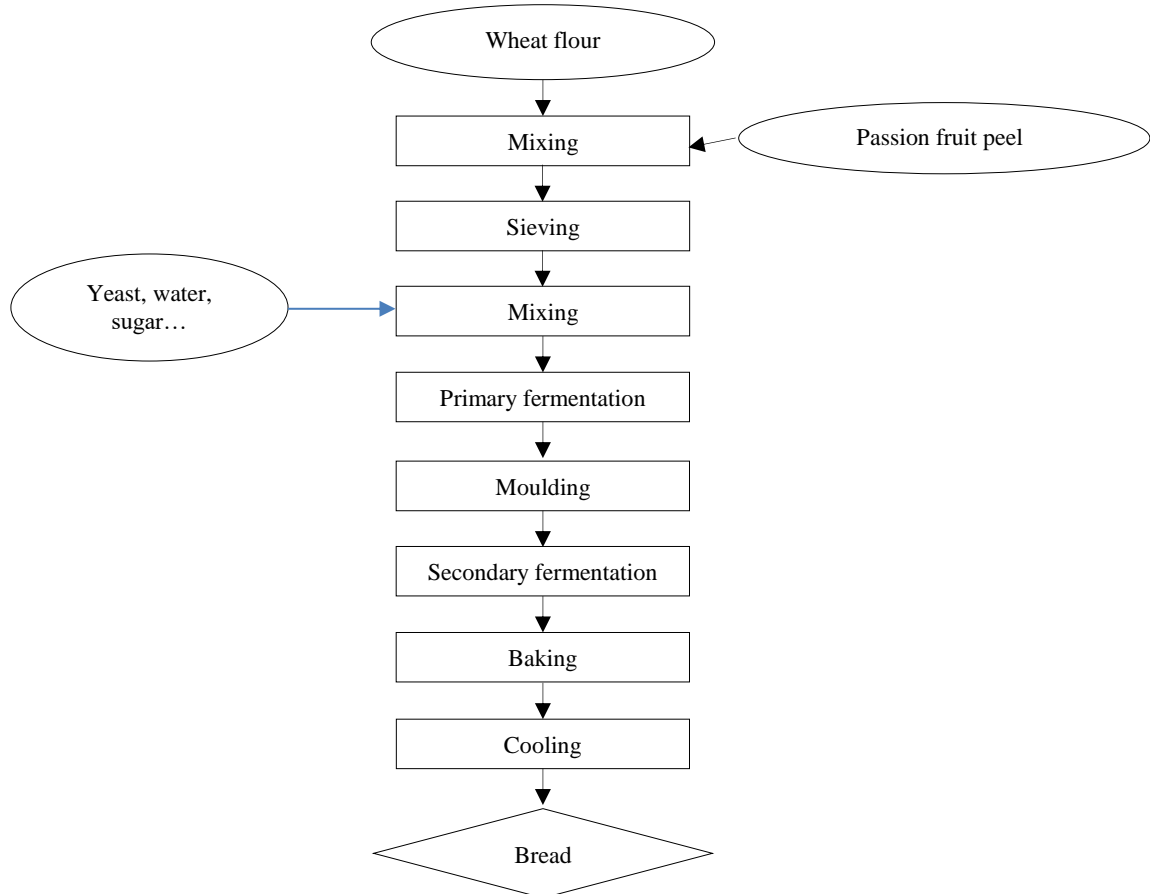 Wheat flour
Mixing
Passion fruit peel
Sieving
Yeast, water,
sugar…
Mixing
Primary fermentation
Moulding
Secondary fermentation
Baking
Cooling
Bread